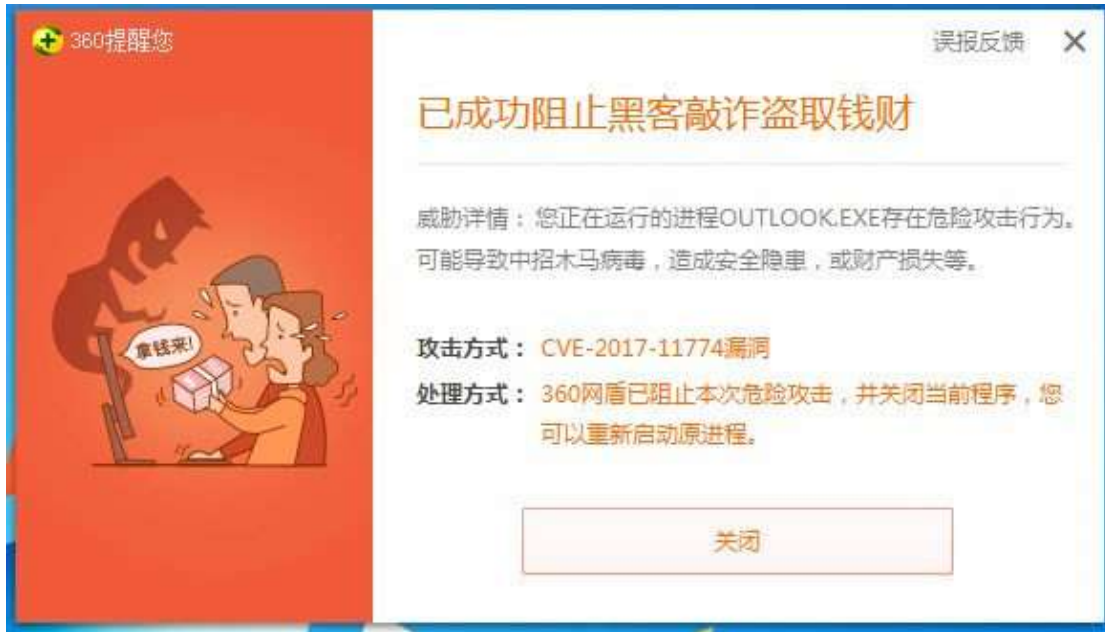 360提醒您
误报反馈
已成功阻止黑客敲诈盗取钱财
威胁详情：您正在运行的进程OUTLOOK.EXE存在危险攻击行为。
可能导致中招木马病毒，造成安全隐患，或财产损失等。
拿钱来!
攻击方式：CVE-2017-11774漏洞
处理方式：360网盾已阻止本次危险攻击，并关闭当前程序，您
可以重新启动原进程。
关闭